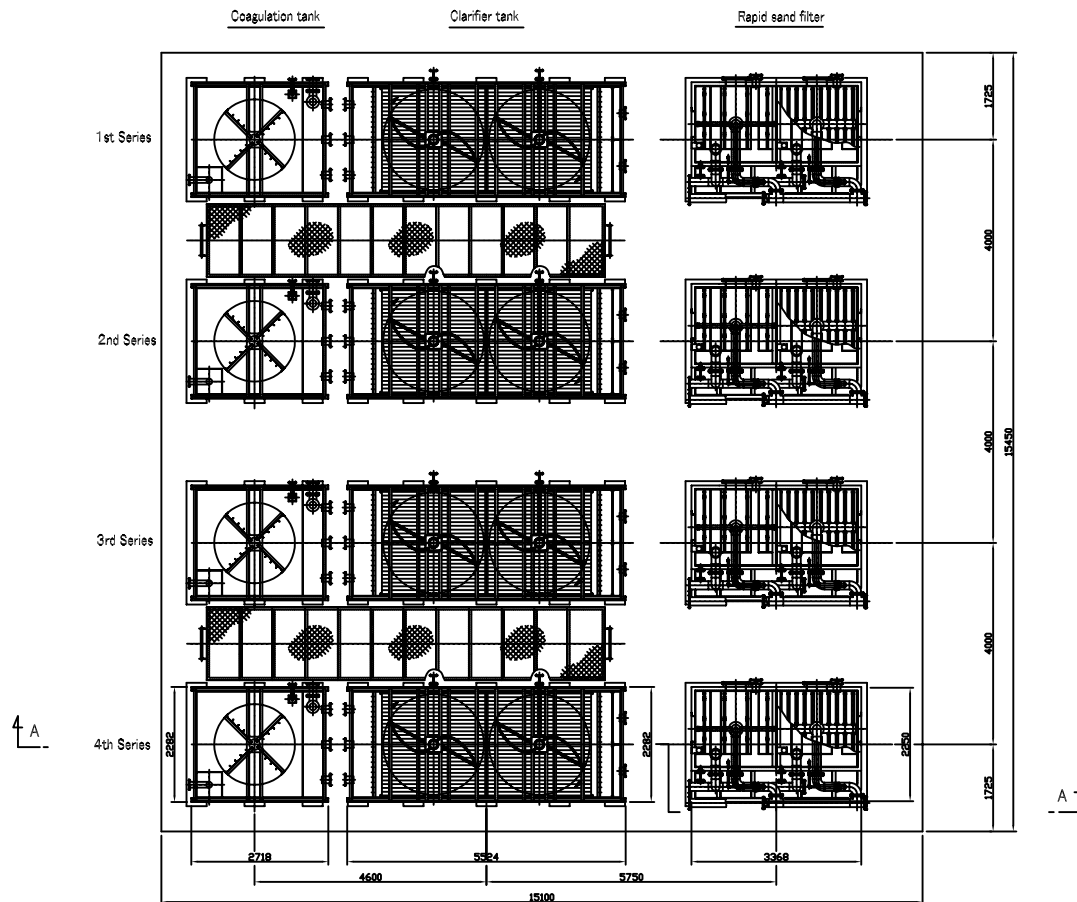 Coagulation tank
Clarifier tank
Rapid sand filter
1725
1st Series
4000
2nd Series
4000
15450
3rd Series
4000
A
4th Series
2282
2282
2250
1725
A
2718
5524
3368
4600
5750
15100